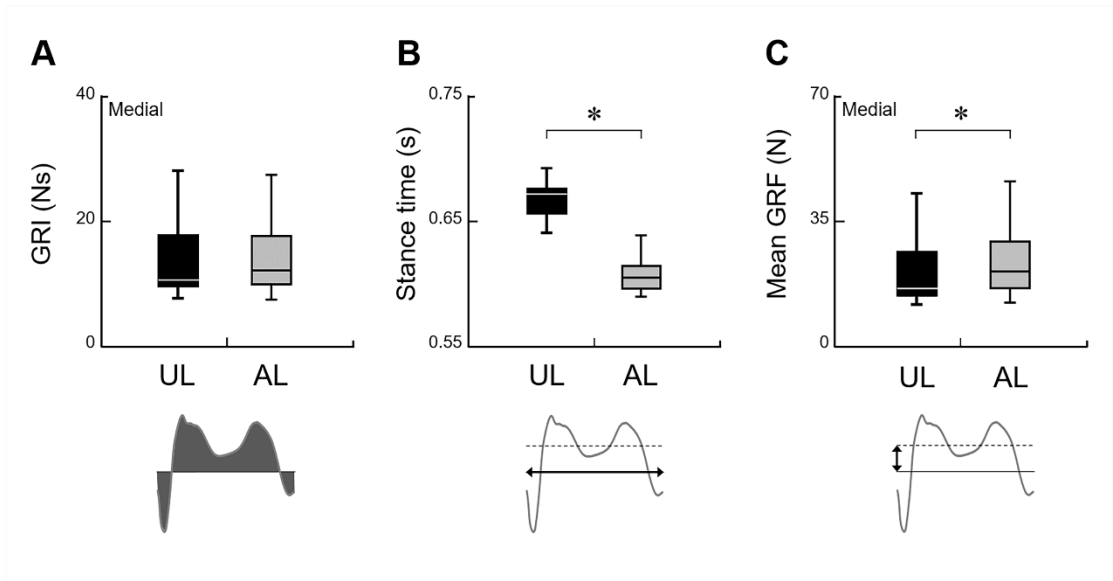 A
B
C
40
Medial
20
0
GRI (Ns)
UL
AL
0.75
*
0.65
0.55
Stance time (s)
UL
AL
70
Medial
*
35
0
Mean GRF (N)
UL
AL